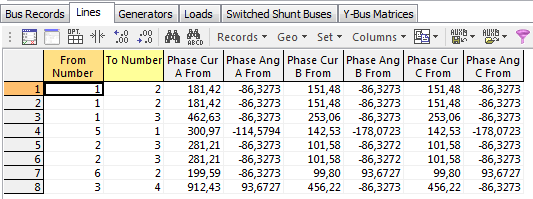 Bus Records Lines Generators Loads Switched Shunt Buses Y-Bus Matrices
Records Geo Set Columns
From Number To Number Phase Cur A From Phase Ang A From Phase Cur B From Phase Ang B From Phase Cur C From Phase Ang C From
1 1 2 181,42 -86,3273 151,48 -86,3273 151,48 -86,3273
2 1 2 181,42 -86,3273 151,48 -86,3273 151,48 -86,3273
3 1 3 462,63 -86,3273 253,06 -86,3273 253,06 -86,3273
4 5 1 300,97 -114,5794 142,53 -178,0723 142,53 -178,0723
5 2 3 281,21 -86,3273 101,58 -86,3272 101,58 -86,3273
6 2 3 281,21 -86,3273 101,58 -86,3273 101,58 -86,3273
7 6 2 199,59 -86,3273 99,80 93,6727 99,80 93,6727
8 3 4 912,43 93,6727 456,22 -86,3273 456,22 -86,3273